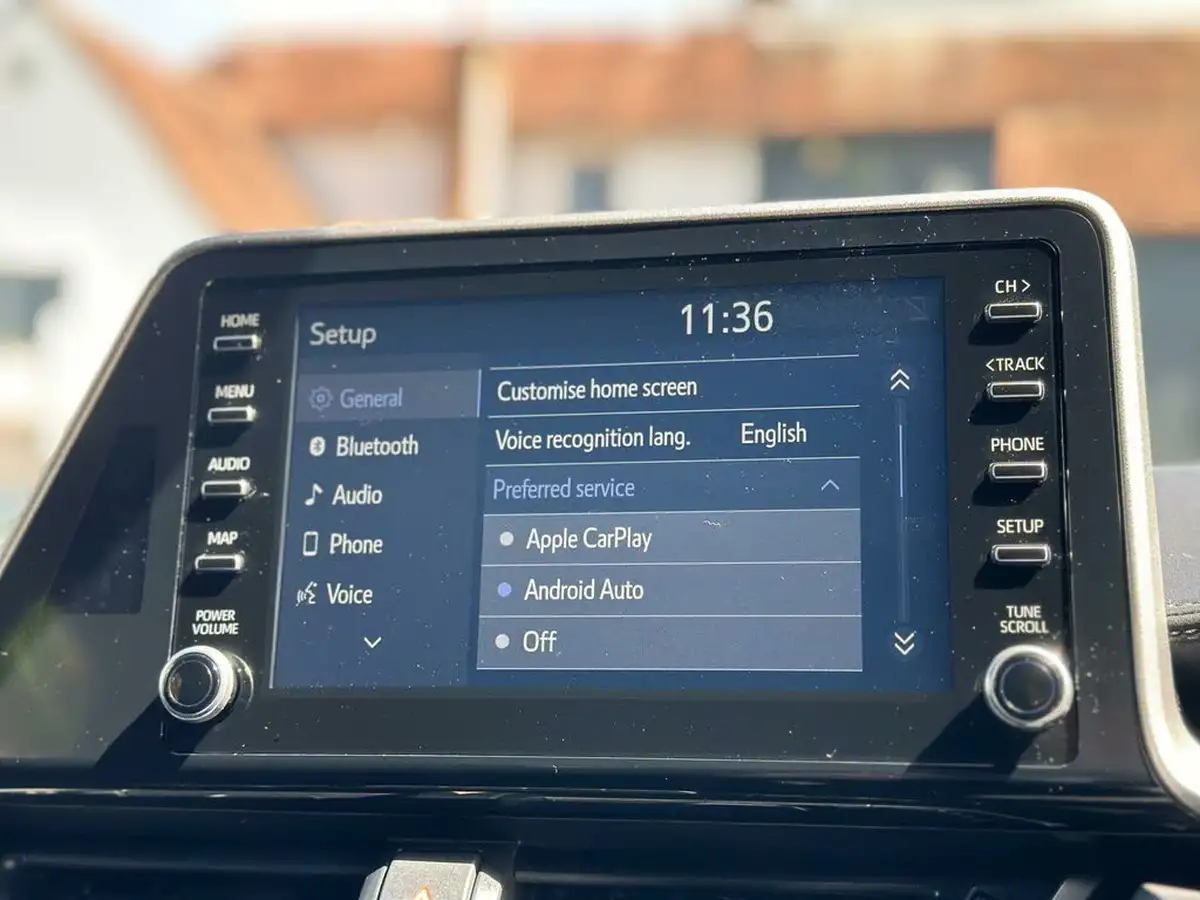 HOME
MENU
AUDIO
MAP
POWER
VOLUME
Setup
11:36
General
Bluetooth
Audio
Phone
Voice
Customise home screen
Voice recognition lang. English
Preferred service
Apple CarPlay
Android Auto
Off
CH >
<TRACK
PHONE
SETUP
TUNE
SCROLL